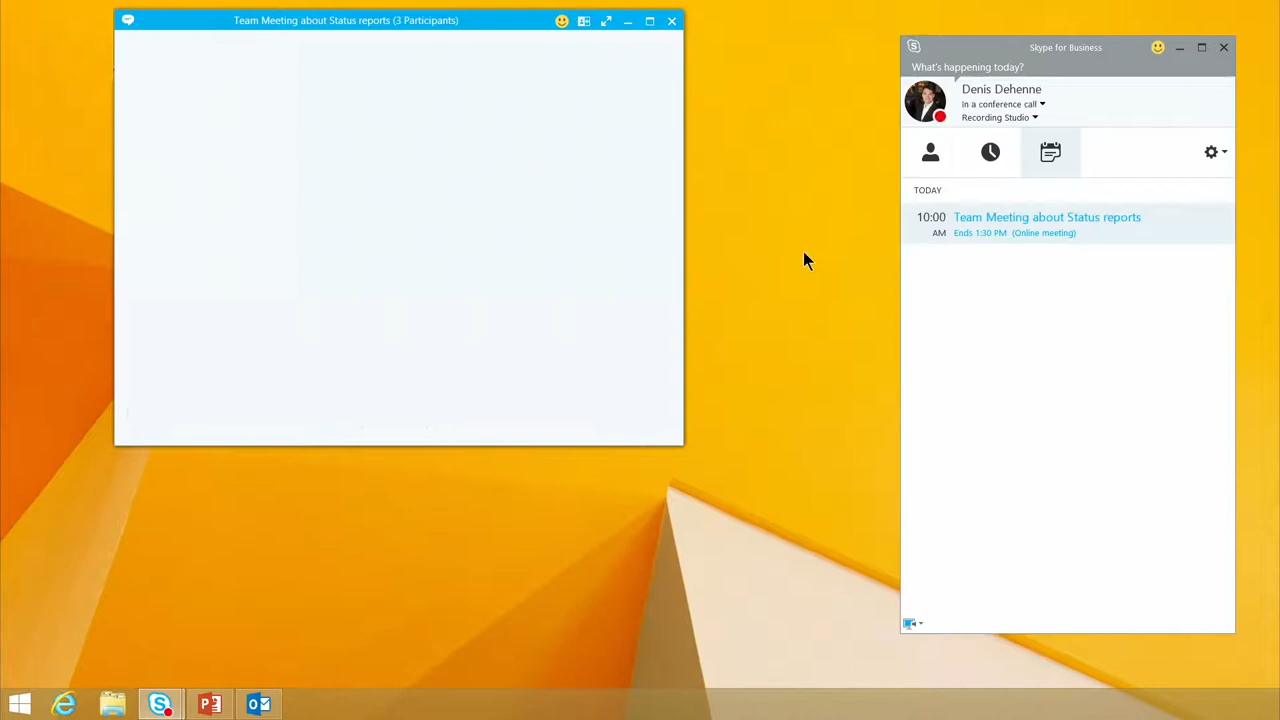 Team Meeting about Status reports (3 Participants)
Skype for Business
What's happening today?
Denis Dehenne
In a conference call
Recording Studio
TODAY
10:00 Team Meeting about Status reports
AM Ends 1:30 PM (Online meeting)